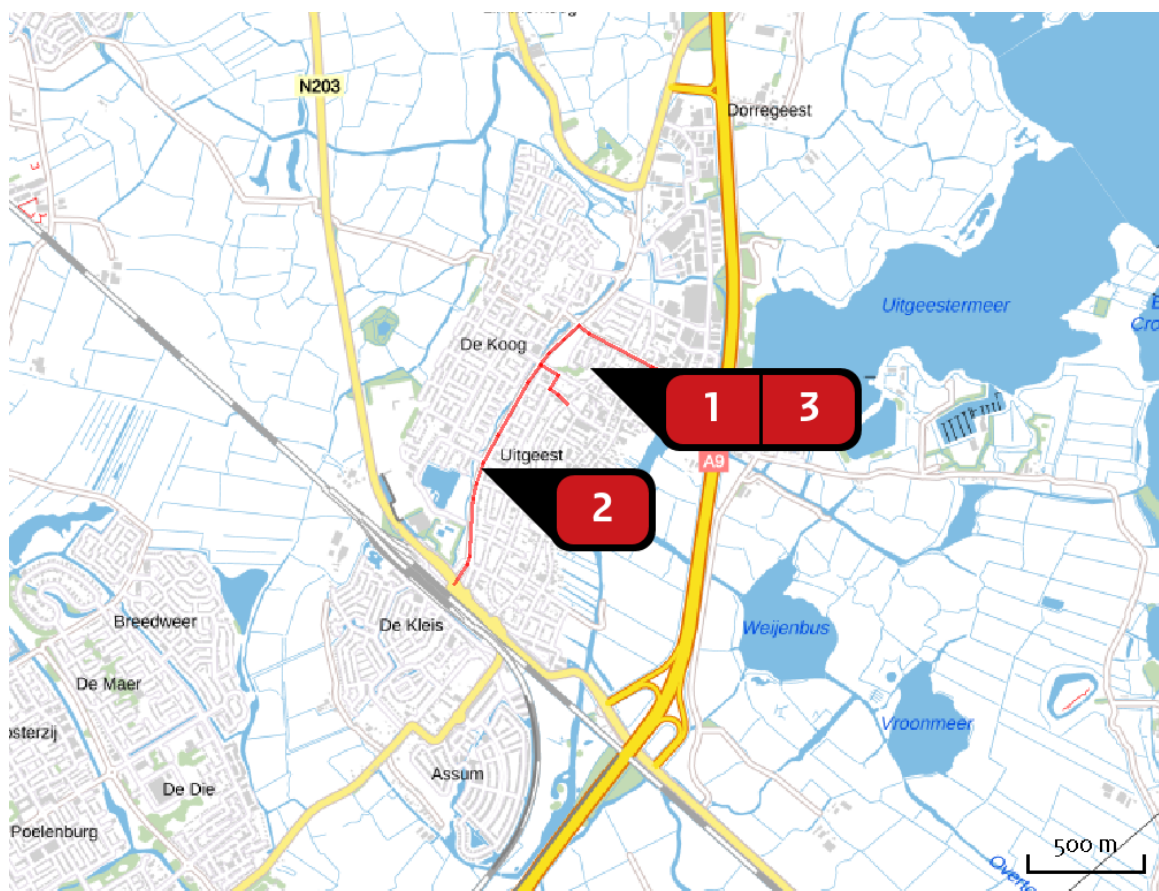 N203
Dorregeest
Uitgeestermeer
De Koog
1 3
Uitgeest
A9
2
De Kleis
Breedweer
Weijenbus
De Maer
Vroonmeer
Assum
De Die
Poelenburg
500 m